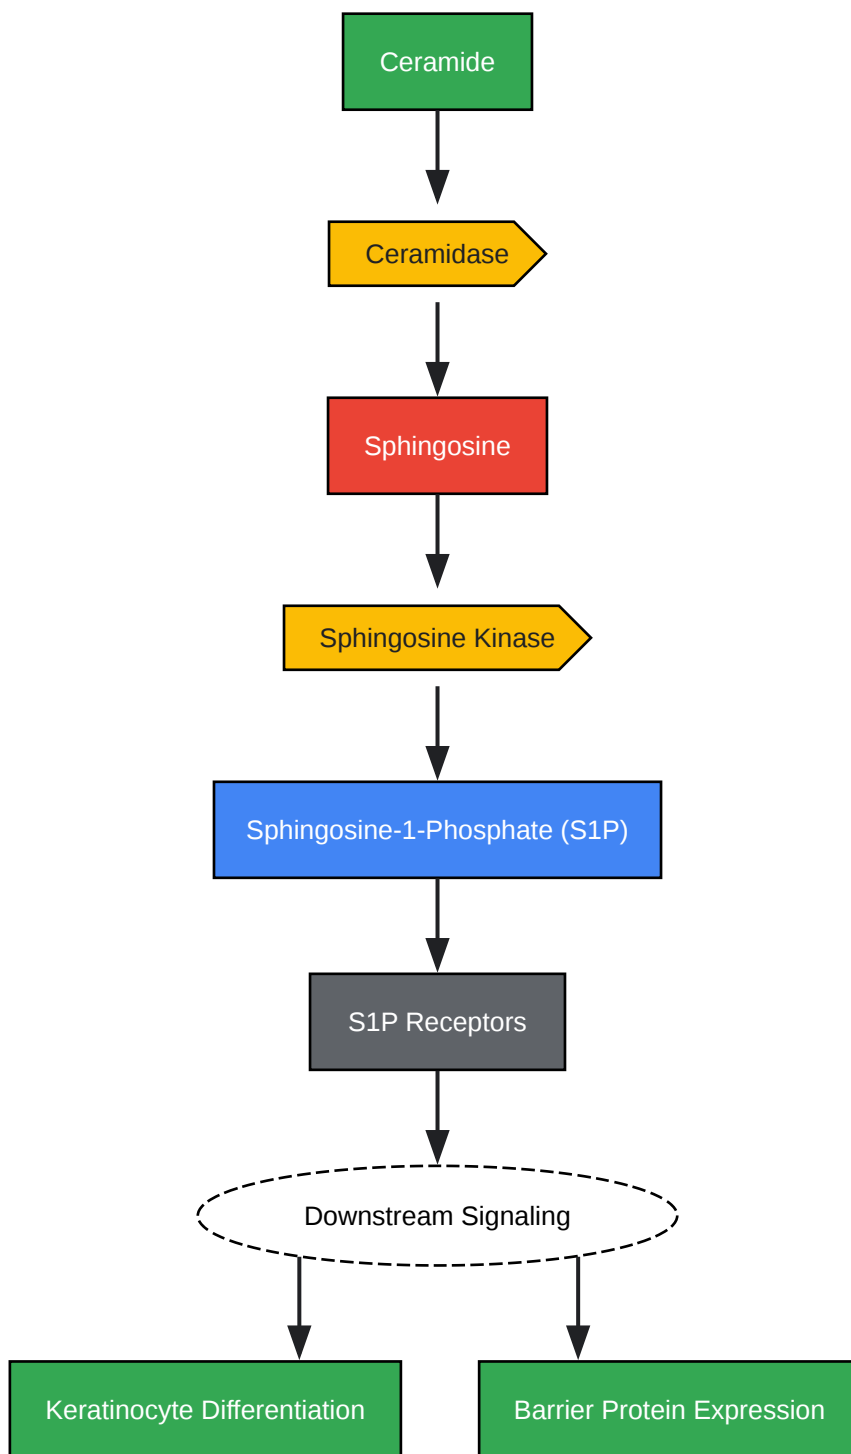 Ceramide
Ceramidase
Sphingosine
Sphingosine Kinase
Sphingosine-1-Phosphate (S1P)
S1P Receptors
Downstream Signaling
Keratinocyte Differentiation
Barrier Protein Expression